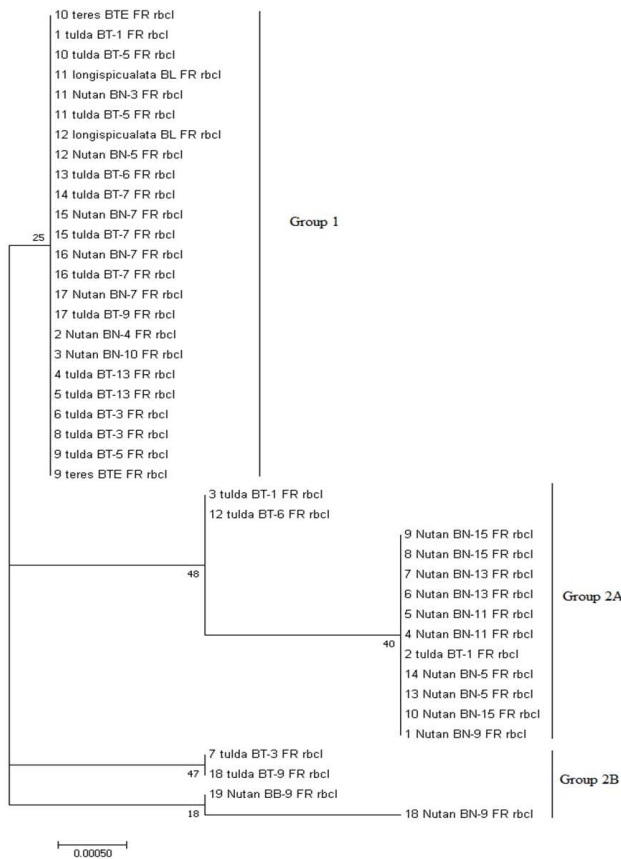 10 teres BTE FR rbcl
1 tulda BT-1 FR rbcl
10 tulda BT-5 FR rbcl
11 longispicualata BL FR rbcl
11 Nutan BN-3 FR rbcl
11 tulda BT-5 FR rbcl
12 longispicualata BL FR rbcl
12 Nutan BN-5 FR rbcl
13 tulda BT-6 FR rbcl
14 tulda BT-7 FR rbcl
15 Nutan BN-7 FR rbcl
15 tulda BT-7 FR rbcl
16 Nutan BN-7 FR rbcl
16 tulda BT-7 FR rbcl
17 Nutan BN-7 FR rbcl
17 tulda BT-9 FR rbcl
2 Nutan BN-4 FR rbcl
3 Nutan BN-10 FR rbcl
4 tulda BT-13 FR rbcl
5 tulda BT-13 FR rbcl
6 tulda BT-3 FR rbcl
8 tulda BT-3 FR rbcl
9 tulda BT-5 FR rbcl
9 teres BTE FR rbcl
25
Group 1
3 tulda BT-1 FR rbcl
12 tulda BT-6 FR rbcl
48
9 Nutan BN-15 FR rbcl
8 Nutan BN-15 FR rbcl
7 Nutan BN-13 FR rbcl
6 Nutan BN-13 FR rbcl
5 Nutan BN-11 FR rbcl
4 Nutan BN-11 FR rbcl
2 tulda BT-1 FR rbcl
14 Nutan BN-5 FR rbcl
13 Nutan BN-5 FR rbcl
10 Nutan BN-15 FR rbcl
1 Nutan BN-9 FR rbcl
40
Group 2A
7 tulda BT-3 FR rbcl
18 tulda BT-9 FR rbcl
47
19 Nutan BB-9 FR rbcl
18 Nutan BN-9 FR rbcl
18
Group 2B
0.00050